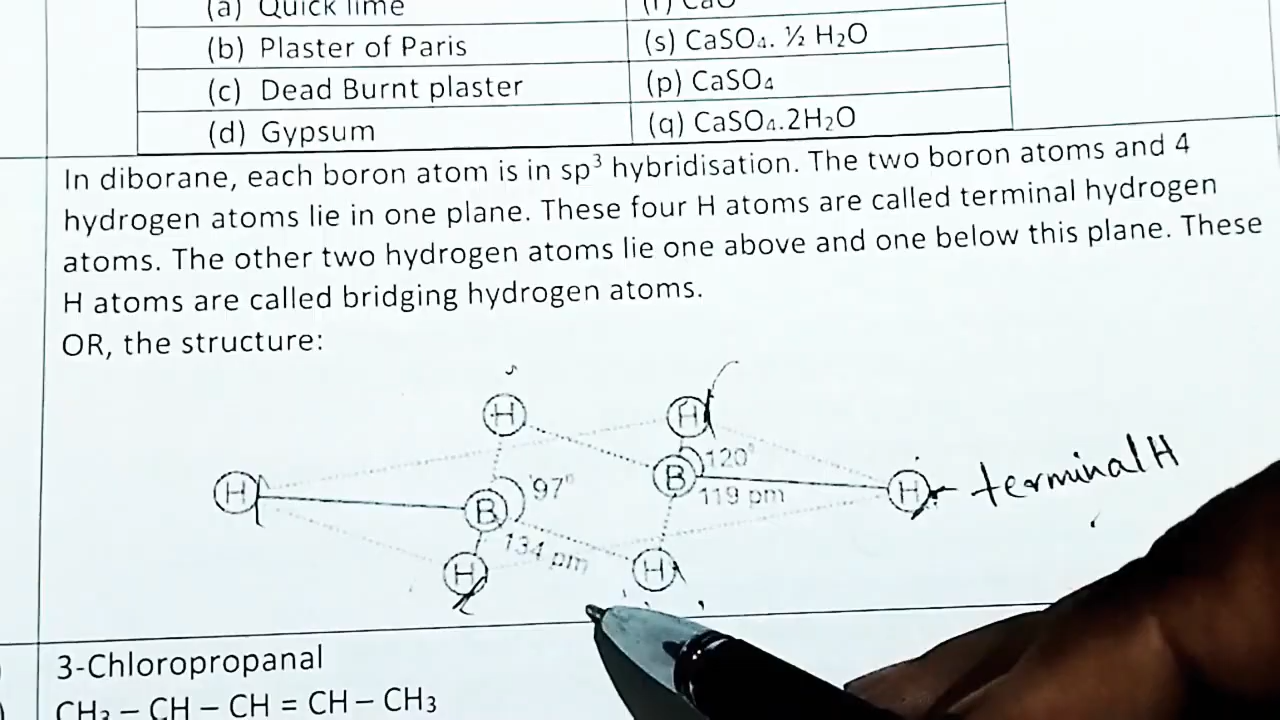 (a) Quick lime (r) CaO
(b) Plaster of Paris (s) CaSO₄. ½ H₂O
(c) Dead Burnt plaster (p) CaSO₄
(d) Gypsum (q) CaSO₄.2H₂O
In diborane, each boron atom is in sp³ hybridisation. The two boron atoms and 4
hydrogen atoms lie in one plane. These four H atoms are called terminal hydrogen
atoms. The other two hydrogen atoms lie one above and one below this plane. These
H atoms are called bridging hydrogen atoms.
OR, the structure:
H H
B 120°
H 97° 119 pm H terminal H
B
134 pm
H H
3-Chloropropanal
CH₃ – CH – CH = CH – CH₃